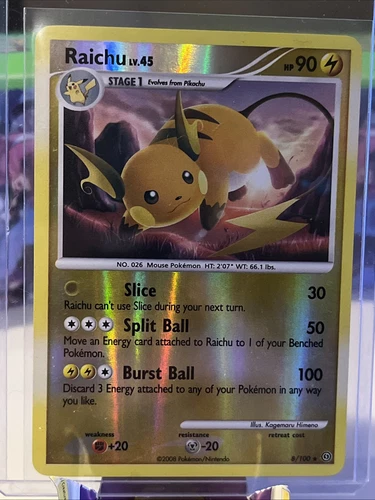 Raichu LV.45 HP 90
STAGE 1 Evolves from Pikachu
NO. 026 Mouse Pokémon HT: 2'07" WT: 66.1 lbs.
Slice 30
Raichu can't use Slice during your next turn.
Split Ball 50
Move an Energy card attached to Raichu to 1 of your Benched
Pokémon.
Burst Ball 100
Discard 3 Energy attached to any of your Pokémon in any way
you like.
Illus. Kagemaru Himeno
weakness resistance retreat cost
+20 -20
©2008 Pokémon/Nintendo 8/100 ★